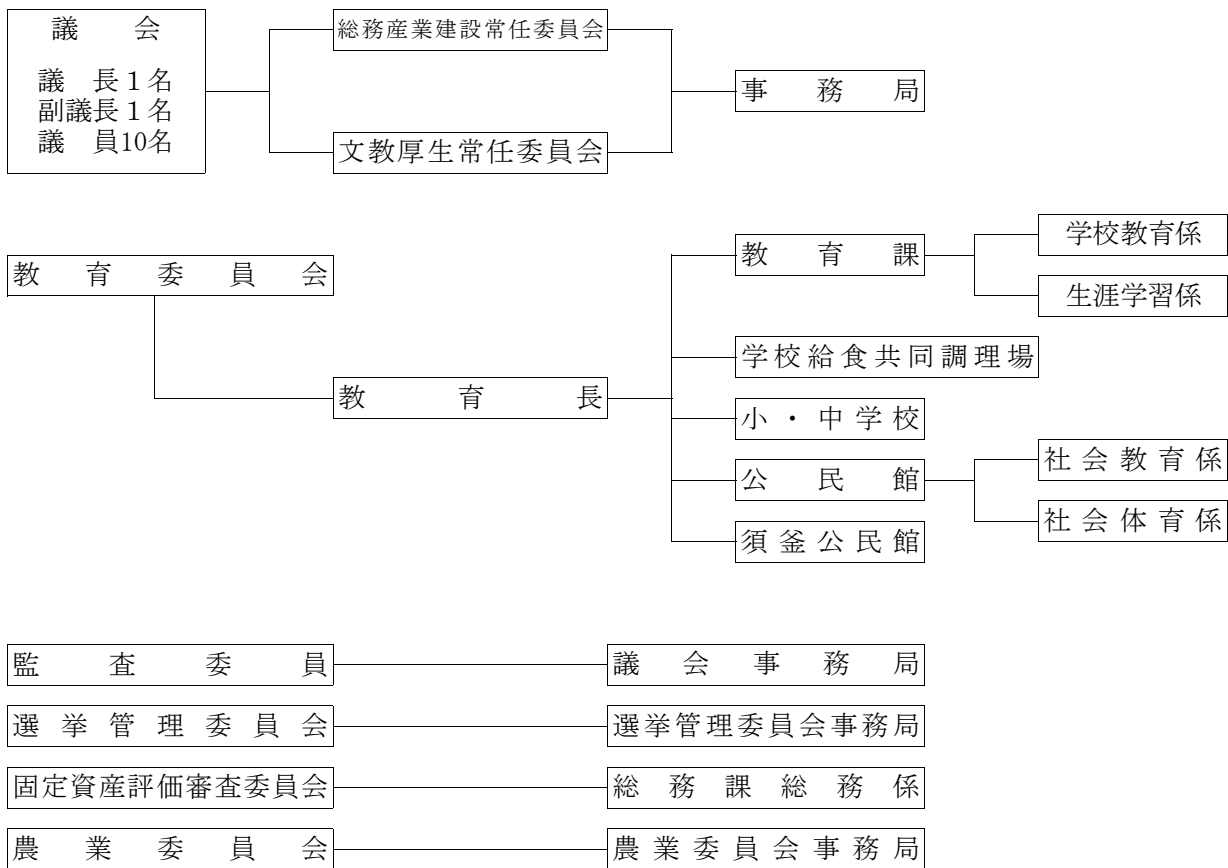 議会
議長1名
副議長1名
議員10名
総務産業建設常任委員会
文教厚生常任委員会
事務局
教育委員会
教育長
教育課
学校教育係
生涯学習係
学校給食共同調理場
小・中学校
公民館
社会教育係
社会体育係
須釜公民館
監査委員
議会事務局
選挙管理委員会
選挙管理委員会事務局
固定資産評価審査委員会
総務課総務係
農業委員会
農業委員会事務局